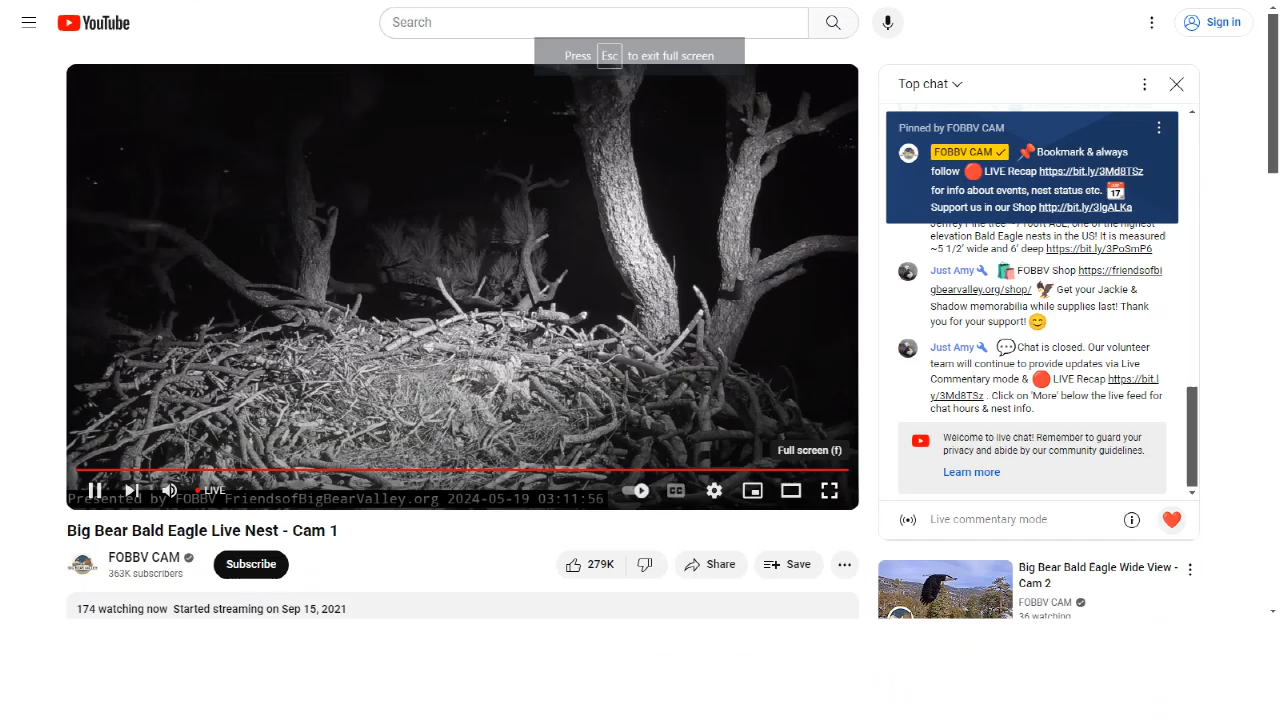 YouTube
Search
Sign in
Press Esc to exit full screen
Full screen (f)
LIVE
Presented by FOBBV FriendsofBigBearValley.org 2024-05-19 03:11:56
Big Bear Bald Eagle Live Nest - Cam 1
FOBBV CAM
363K subscribers
Subscribe
279K
Share
Save
174 watching now Started streaming on Sep 15, 2021
Top chat
Pinned by FOBBV CAM
FOBBV CAM 📌Bookmark & always
follow 🔴 LIVE Recap https://bit.ly/3Md8TSz
for info about events, nest status etc. 📆
Support us in our Shop http://bit.ly/3lgALKa
elevation Bald Eagle nests in the US! It is measured
~5 1/2' wide and 6' deep https://bit.ly/3PoSmP6
Just Amy 🛍️ FOBBV Shop https://friendsofbi
gbearvalley.org/shop/ 🦅 Get your Jackie &
Shadow memorabilia while supplies last! Thank
you for your support! 😊
Just Amy 💬Chat is closed. Our volunteer
team will continue to provide updates via Live
Commentary mode & 🔴 LIVE Recap https://bit.l
y/3Md8TSz . Click on 'More' below the live feed for
chat hours & nest info.
Welcome to live chat! Remember to guard your
privacy and abide by our community guidelines.
Learn more
Live commentary mode
Big Bear Bald Eagle Wide View -
Cam 2
FOBBV CAM
36 watching